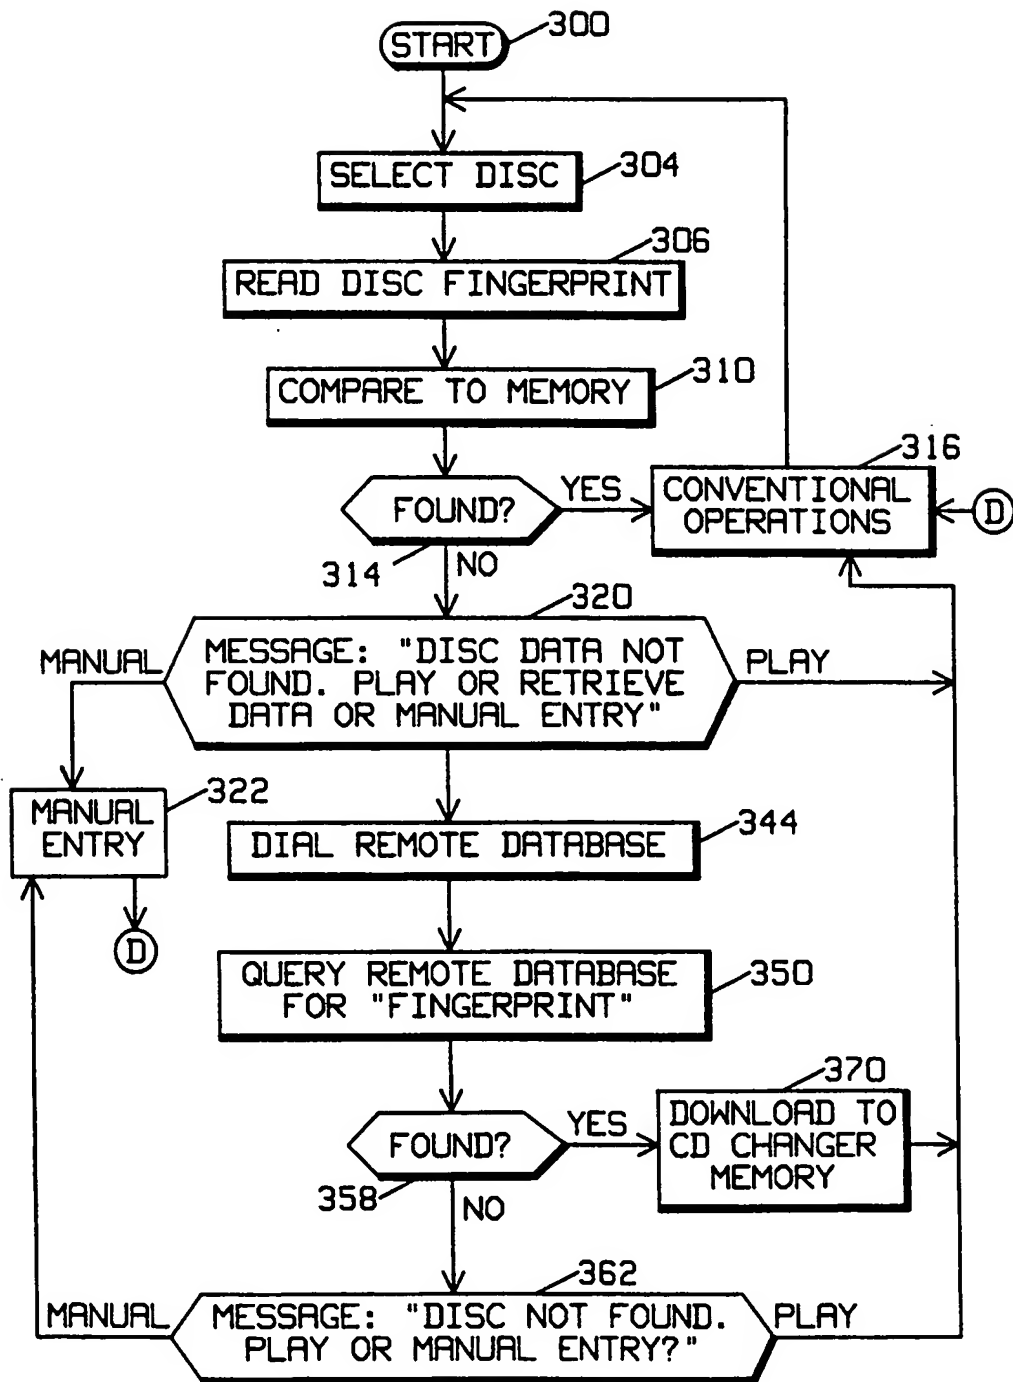 START
300
SELECT DISC
304
306
READ DISC FINGERPRINT
COMPARE TO MEMORY
310
316
FOUND?
YES
CONVENTIONAL
OPERATIONS
D
314
NO
320
MANUAL
MESSAGE: "DISC DATA NOT
FOUND. PLAY OR RETRIEVE
DATA OR MANUAL ENTRY"
PLAY
322
MANUAL
ENTRY
D
DIAL REMOTE DATABASE
344
QUERY REMOTE DATABASE
FOR "FINGERPRINT"
350
370
FOUND?
YES
DOWNLOAD TO
CD CHANGER
MEMORY
358
NO
362
MANUAL
MESSAGE: "DISC NOT FOUND.
PLAY OR MANUAL ENTRY?"
PLAY